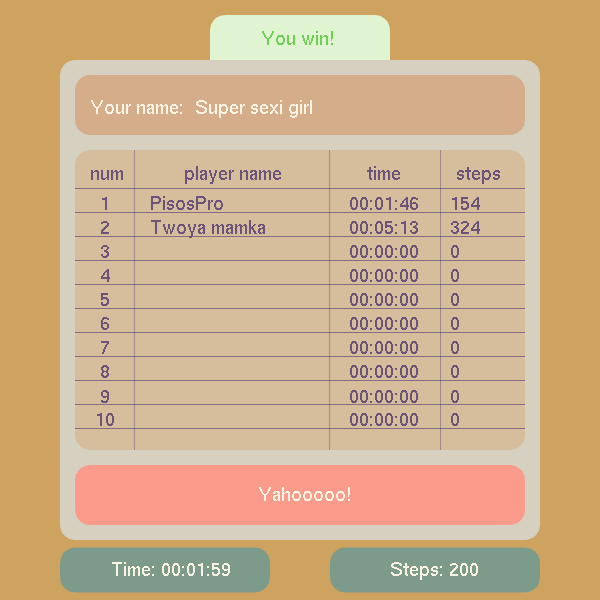 You win!
Your name: Super sexi girl
num player name time steps
1 PisosPro 00:01:46 154
2 Twoya mamka 00:05:13 324
3 00:00:00 0
4 00:00:00 0
5 00:00:00 0
6 00:00:00 0
7 00:00:00 0
8 00:00:00 0
9 00:00:00 0
10 00:00:00 0
Yahooooo!
Time: 00:01:59 Steps: 200